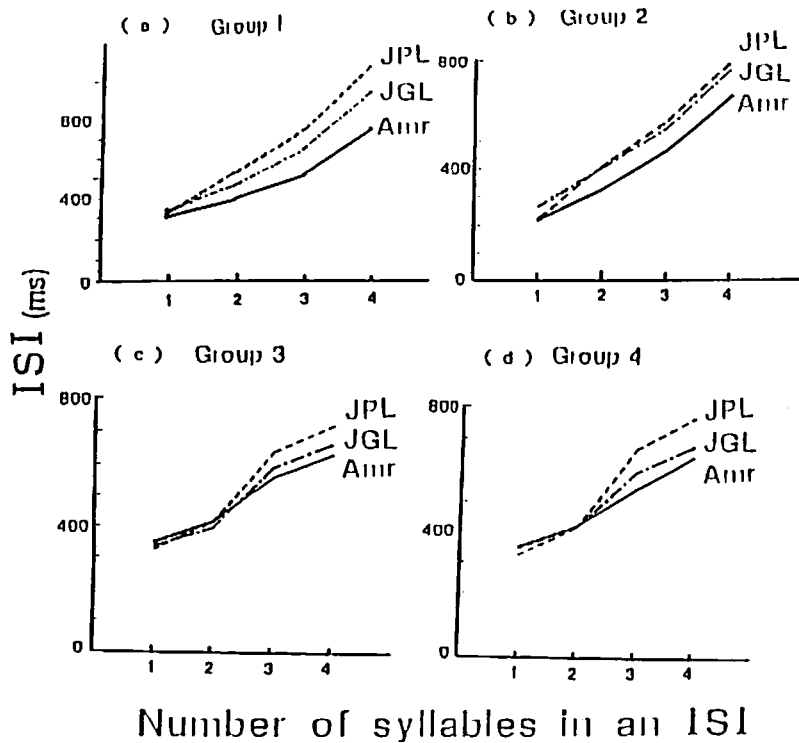 ( a ) Group 1
JPL
JGL
Amr
800
400
0
1 2 3 4
( b ) Group 2
JPL
JGL
Amr
800
400
0
1 2 3 4
ISI (ms)
( c ) Group 3
JPL
JGL
Amr
800
400
0
1 2 3 4
( d ) Group 4
JPL
JGL
Amr
800
400
0
1 2 3 4
Number of syllables in an ISI